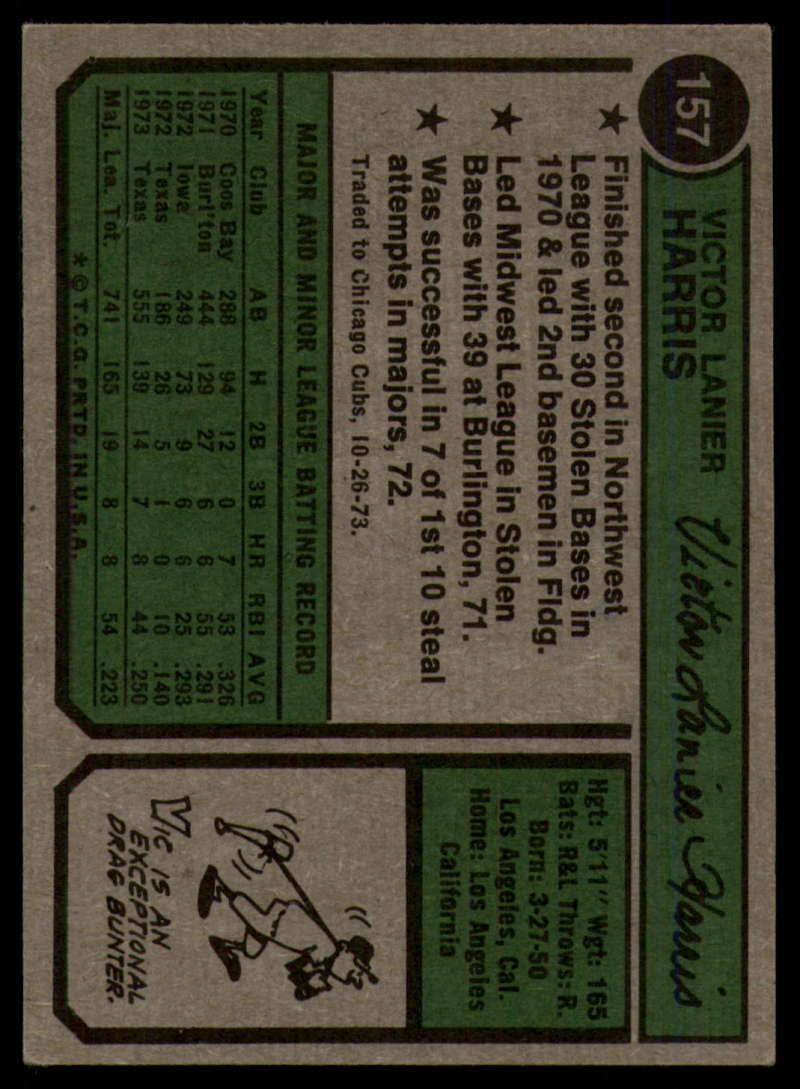 157
VICTOR LANIER
HARRIS
Victor Lanier Harris
★ Finished second in Northwest
League with 30 Stolen Bases in
1970 & led 2nd basemen in Fldg.
★ Led Midwest League in Stolen
Bases with 39 at Burlington, 71.
★ Was successful in 7 of 1st 10 steal
attempts in majors, 72.
Traded to Chicago Cubs, 10-26-73.
MAJOR AND MINOR LEAGUE BATTING RECORD
Year Club AB H 2B 3B HR RBI AVG
1970 Coos Bay 288 94 12 0 7 53 .326
1971 Burl'ton 444 129 27 6 6 55 .291
1972 Iowa 249 73 9 6 6 25 .293
1972 Texas 186 26 5 1 0 10 .140
1973 Texas 555 139 14 7 8 44 .250
Maj. Lea. Tot. 741 165 19 8 8 54 .223
* © T.C.G. PRTD. IN U.S.A.
Hgt: 5'11" Wgt: 165
Bats: R&L Throws: R.
Born: 3-27-50
Los Angeles, Cal.
Home: Los Angeles
California
VIC IS AN
EXCEPTIONAL
DRAG BUNTER.